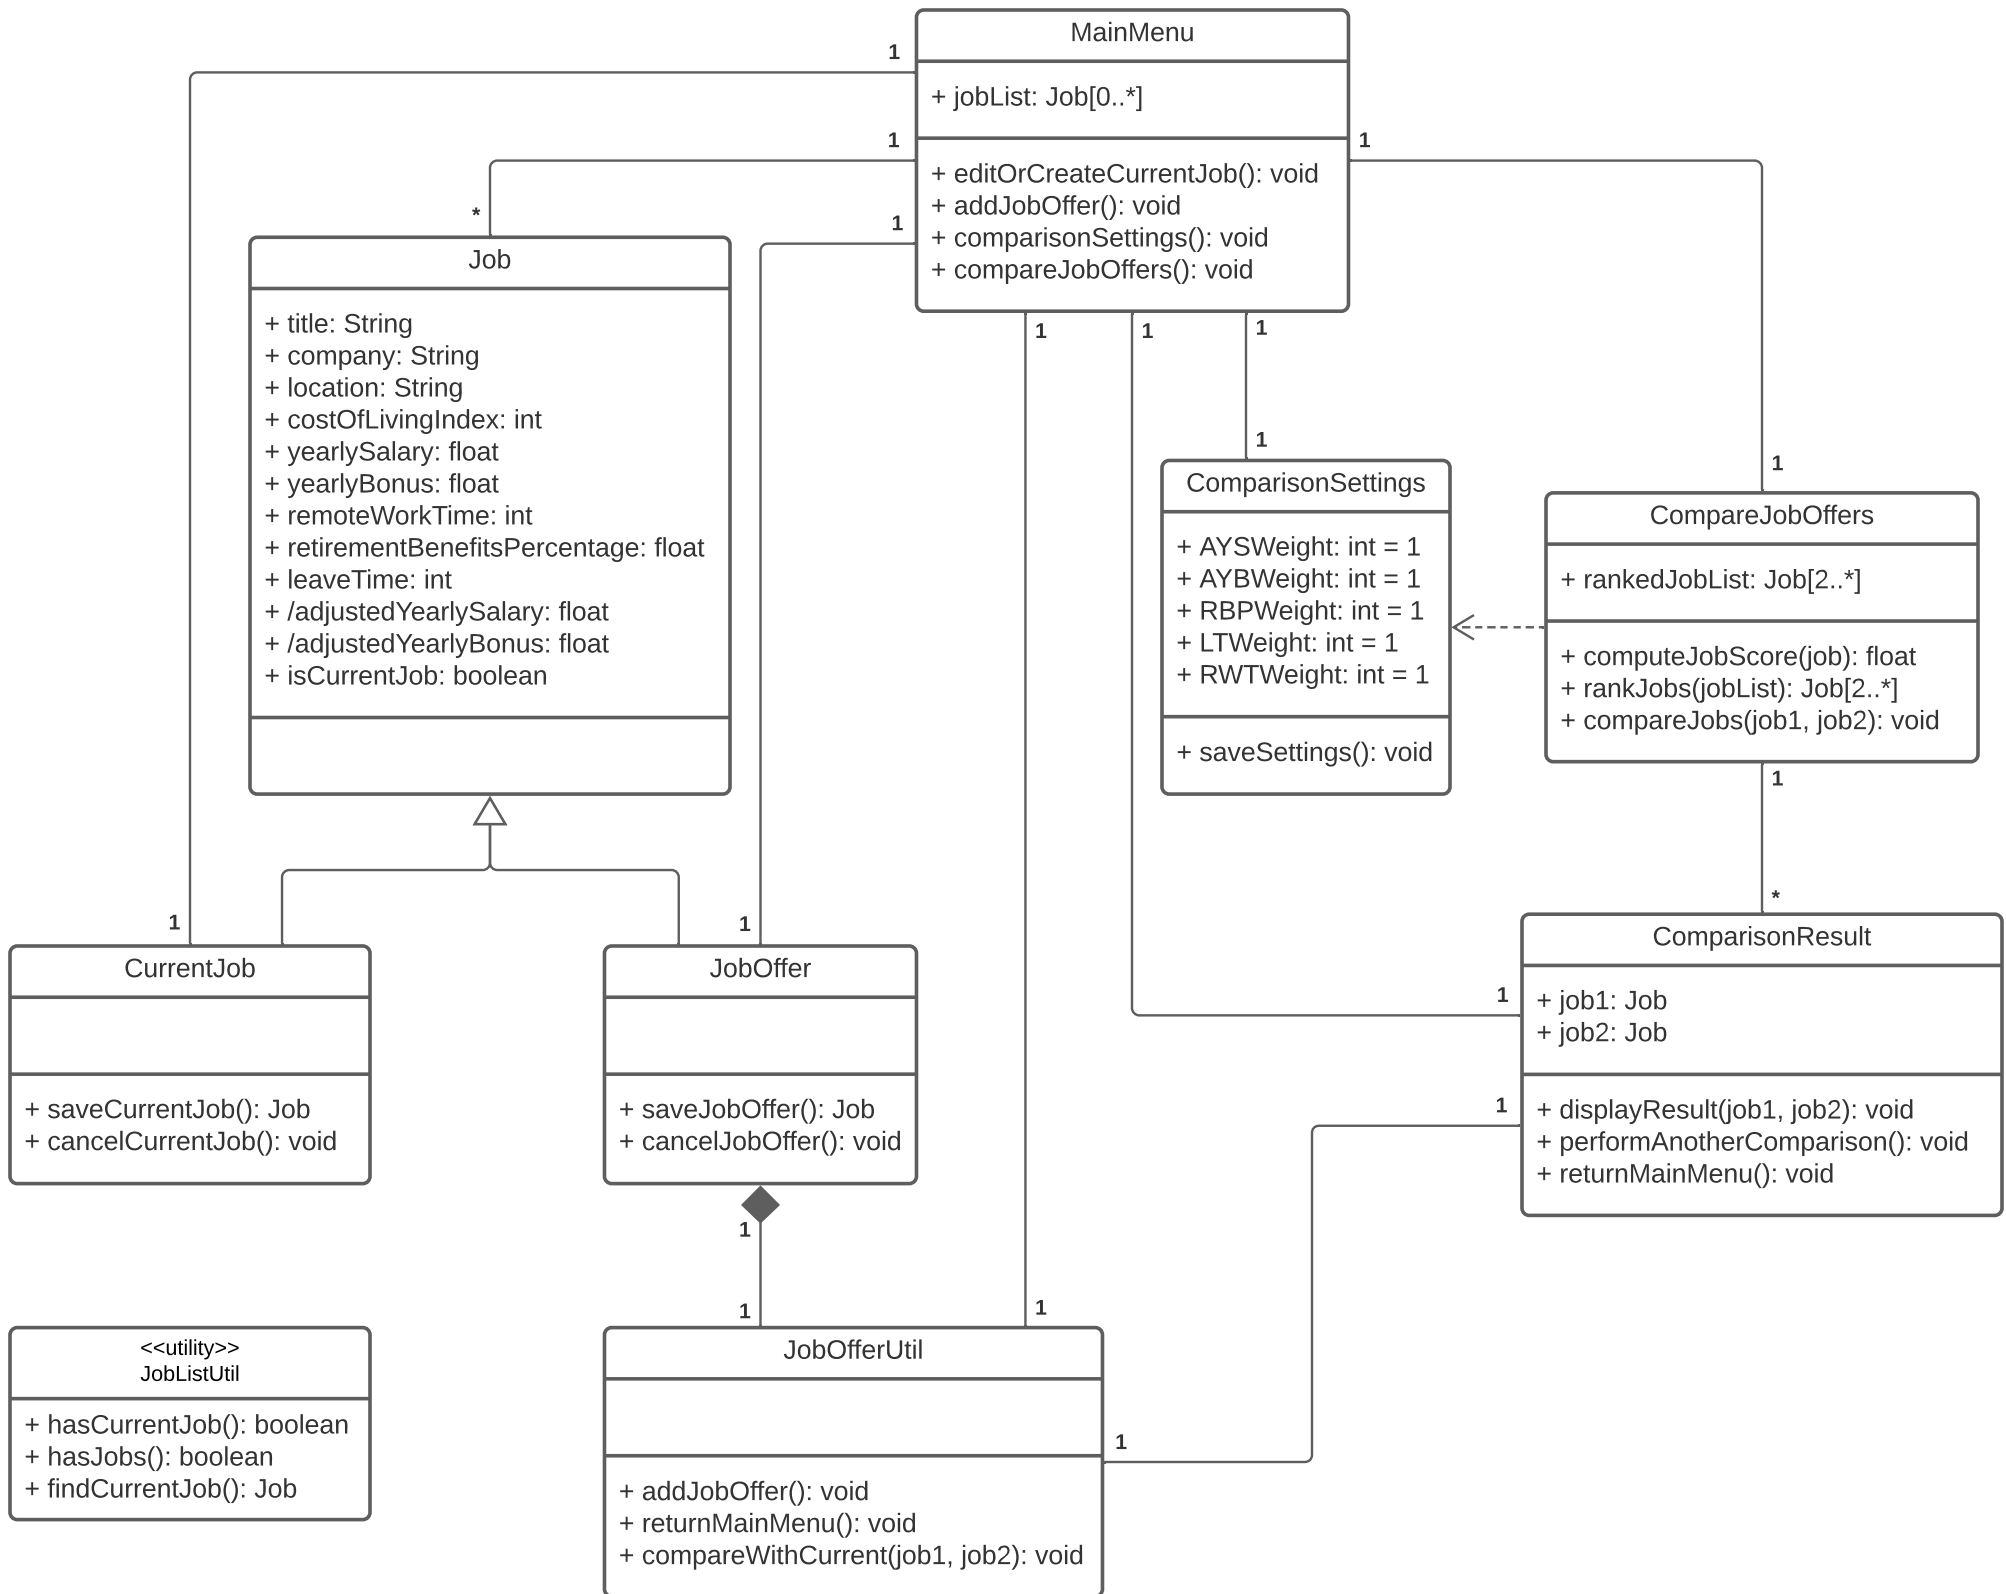 MainMenu
+ jobList: Job[0..*]
+ editOrCreateCurrentJob(): void
+ addJobOffer(): void
+ comparisonSettings(): void
+ compareJobOffers(): void
1
1
1
1
1
1
1
*
Job
+ title: String
+ company: String
+ location: String
+ costOfLivingIndex: int
+ yearlySalary: float
+ yearlyBonus: float
+ remoteWorkTime: int
+ retirementBenefitsPercentage: float
+ leaveTime: int
+ /adjustedYearlySalary: float
+ /adjustedYearlyBonus: float
+ isCurrentJob: boolean
1
ComparisonSettings
+ AYSWeight: int = 1
+ AYBWeight: int = 1
+ RBPWeight: int = 1
+ LTWeight: int = 1
+ RWTWeight: int = 1
+ saveSettings(): void
1
CompareJobOffers
+ rankedJobList: Job[2..*]
+ computeJobScore(job): float
+ rankJobs(jobList): Job[2..*]
+ compareJobs(job1, job2): void
1
*
1
CurrentJob
+ saveCurrentJob(): Job
+ cancelCurrentJob(): void
1
JobOffer
+ saveJobOffer(): Job
+ cancelJobOffer(): void
1
1
ComparisonResult
+ job1: Job
+ job2: Job
+ displayResult(job1, job2): void
+ performAnotherComparison(): void
+ returnMainMenu(): void
1
1
<<utility>>
JobListUtil
+ hasCurrentJob(): boolean
+ hasJobs(): boolean
+ findCurrentJob(): Job
1
1
JobOfferUtil
+ addJobOffer(): void
+ returnMainMenu(): void
+ compareWithCurrent(job1, job2): void
1